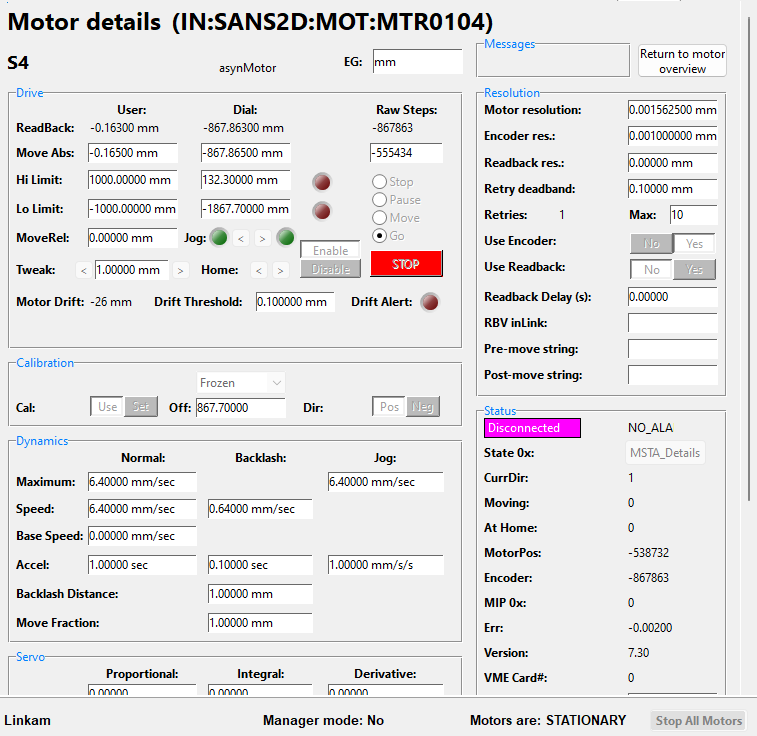 Motor details (IN:SANS2D:MOT:MTR0104)
S4
asynMotor
EG: mm
Messages
Return to motor
overview
Drive
User: Dial: Raw Steps:
ReadBack: -0.16300 mm -867.86300 mm -867863
Move Abs: -0.16500 mm -867.86500 mm -555434
Hi Limit: 1000.00000 mm 132.30000 mm
Stop
Pause
Lo Limit: -1000.00000 mm -1867.70000 mm
Move
MoveRel: 0.00000 mm Jog: < > Go
Enable
Disable
STOP
Tweak: < 1.00000 mm > Home: < >
Motor Drift: -26 mm Drift Threshold: 0.100000 mm Drift Alert:
Resolution
Motor resolution: 0.001562500 mm
Encoder res.: 0.001000000 mm
Readback res.: 0.00000 mm
Retry deadband: 0.10000 mm
Retries: 1 Max: 10
Use Encoder: No Yes
Use Readback: No Yes
Readback Delay (s): 0.00000
RBV inLink:
Pre-move string:
Post-move string:
Calibration
Frozen
Cal: Use Set Off: 867.70000 Dir: Pos Neg
Dynamics
Normal: Backlash: Jog:
Maximum: 6.40000 mm/sec 6.40000 mm/sec
Speed: 6.40000 mm/sec 0.64000 mm/sec
Base Speed: 0.00000 mm/sec
Accel: 1.00000 sec 0.10000 sec 1.00000 mm/s/s
Backlash Distance: 1.00000 mm
Move Fraction: 1.00000 mm
Status
Disconnected NO_ALA
State 0x: MSTA_Details
CurrDir: 1
Moving: 0
At Home: 0
MotorPos: -538732
Encoder: -867863
MIP 0x: 0
Err: -0.00200
Version: 7.30
VME Card#: 0
Servo
Proportional: Integral: Derivative:
0.00000 0.00000 0.00000
Linkam Manager mode: No Motors are: STATIONARY Stop All Motors